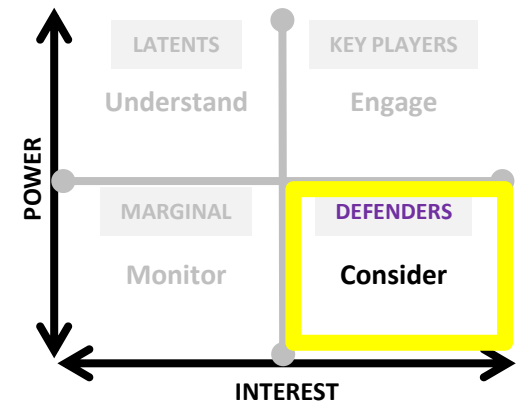 LATENTS
KEY PLAYERS
Understand
Engage
POWER
MARGINAL
DEFENDERS
Monitor
Consider
INTEREST